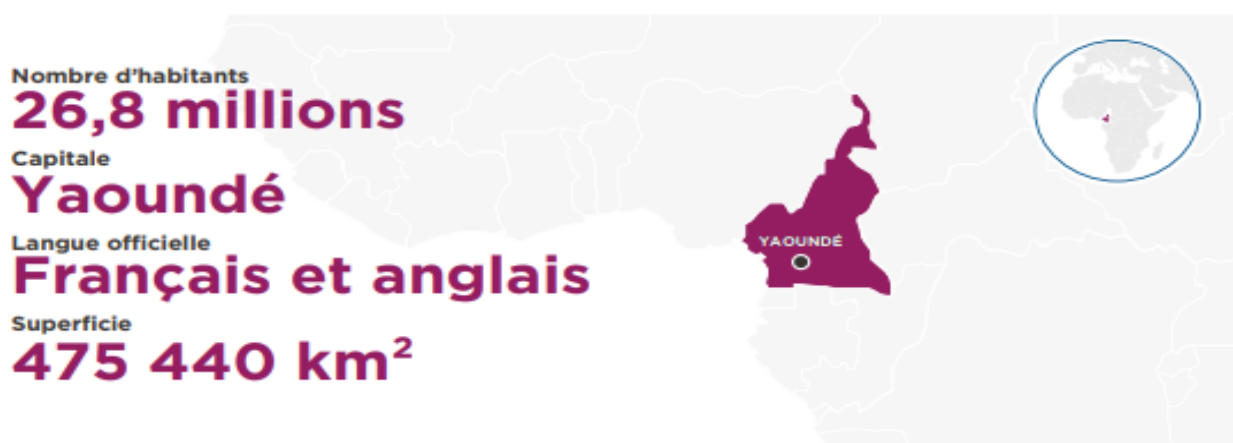 Nombre d'habitants
26,8 millions
Capitale
Yaoundé
Langue officielle
Français et anglais
Superficie
475 440 km²
YAOUNDÉ